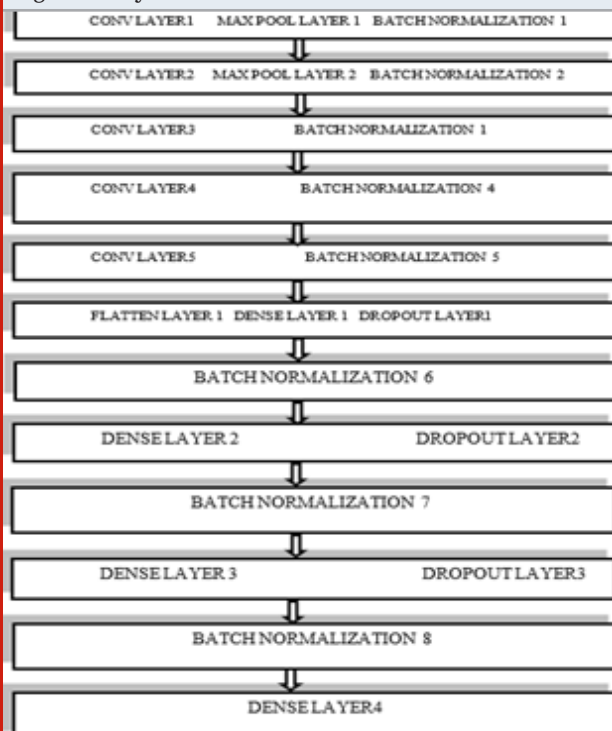 CONV LAYER1 MAX POOL LAYER 1 BATCH NORMALIZATION 1
CONV LAYER2 MAX POOL LAYER 2 BATCH NORMALIZATION 2
CONV LAYER3 BATCH NORMALIZATION 1
CONV LAYER4 BATCH NORMALIZATION 4
CONV LAYER5 BATCH NORMALIZATION 5
FLATTEN LAYER 1 DENSE LAYER 1 DROPOUT LAYER1
BATCH NORMALIZATION 6
DENSE LAYER 2 DROPOUT LAYER2
BATCH NORMALIZATION 7
DENSE LAYER 3 DROPOUT LAYER3
BATCH NORMALIZATION 8
DENSE LAYER4